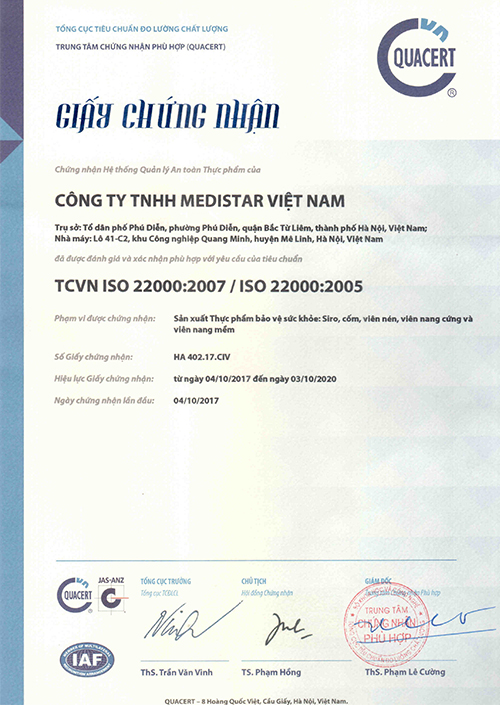 TỔNG CỤC TIÊU CHUẨN ĐO LƯỜNG CHẤT LƯỢNG
TRUNG TÂM CHỨNG NHẬN PHÙ HỢP (QUACERT)
VN
QUACERT
®
GIẤY CHỨNG NHẬN
Chứng nhận Hệ thống Quản lý An toàn Thực phẩm của
CÔNG TY TNHH MEDISTAR VIỆT NAM
Trụ sở: Tổ dân phố Phú Diễn, phường Phú Diễn, quận Bắc Từ Liêm, thành phố Hà Nội, Việt Nam;
Nhà máy: Lô 41-C2, khu Công nghiệp Quang Minh, huyện Mê Linh, Hà Nội, Việt Nam
đã được đánh giá và xác nhận phù hợp với yêu cầu của tiêu chuẩn
TCVN ISO 22000:2007 / ISO 22000:2005
Phạm vi được chứng nhận: Sản xuất Thực phẩm bảo vệ sức khỏe: Siro, cốm, viên nén, viên nang cứng và
viên nang mềm
Số Giấy chứng nhận: HA 402.17.CIV
Hiệu lực Giấy chứng nhận: từ ngày 04/10/2017 đến ngày 03/10/2020
Ngày chứng nhận lần đầu: 04/10/2017
VN
QUACERT
JAS-ANZ
IAF
TỔNG CỤC TRƯỞNG
Tổng cục TCĐLCL
ThS. Trần Văn Vinh
CHỦ TỊCH
Hội đồng Chứng nhận
TS. Phạm Hồng
GIÁM ĐỐC
Trung tâm Chứng nhận Phù hợp
TRUNG TÂM
CHỨNG NHẬN
PHÙ HỢP
ThS. Phạm Lê Cường
QUACERT – 8 Hoàng Quốc Việt, Cầu Giấy, Hà Nội, Việt Nam.